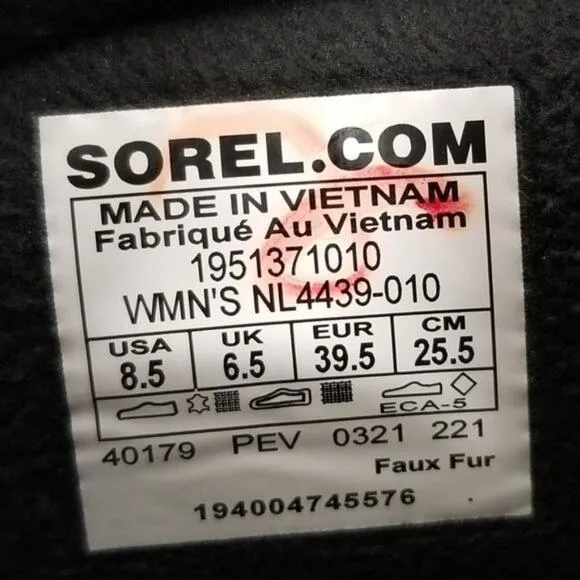 SOREL.COM
MADE IN VIETNAM
Fabriqué Au Vietnam
1951371010
WMN'S NL4439-010
USA UK EUR CM
8.5 6.5 39.5 25.5
ECA-5
40179 PEV 0321 221
Faux Fur
194004745576